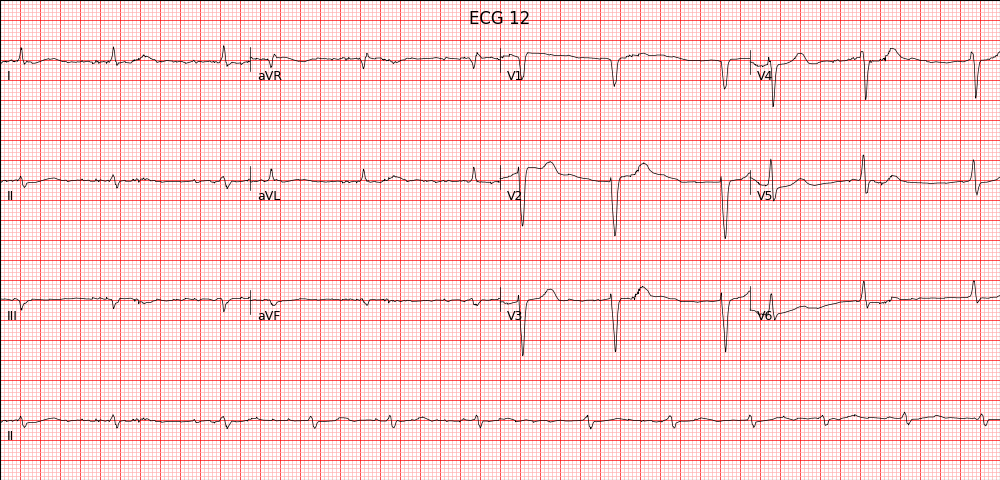 ECG 12
I aVR V1 V4
II aVL V2 V5
III aVF V3 V6
II